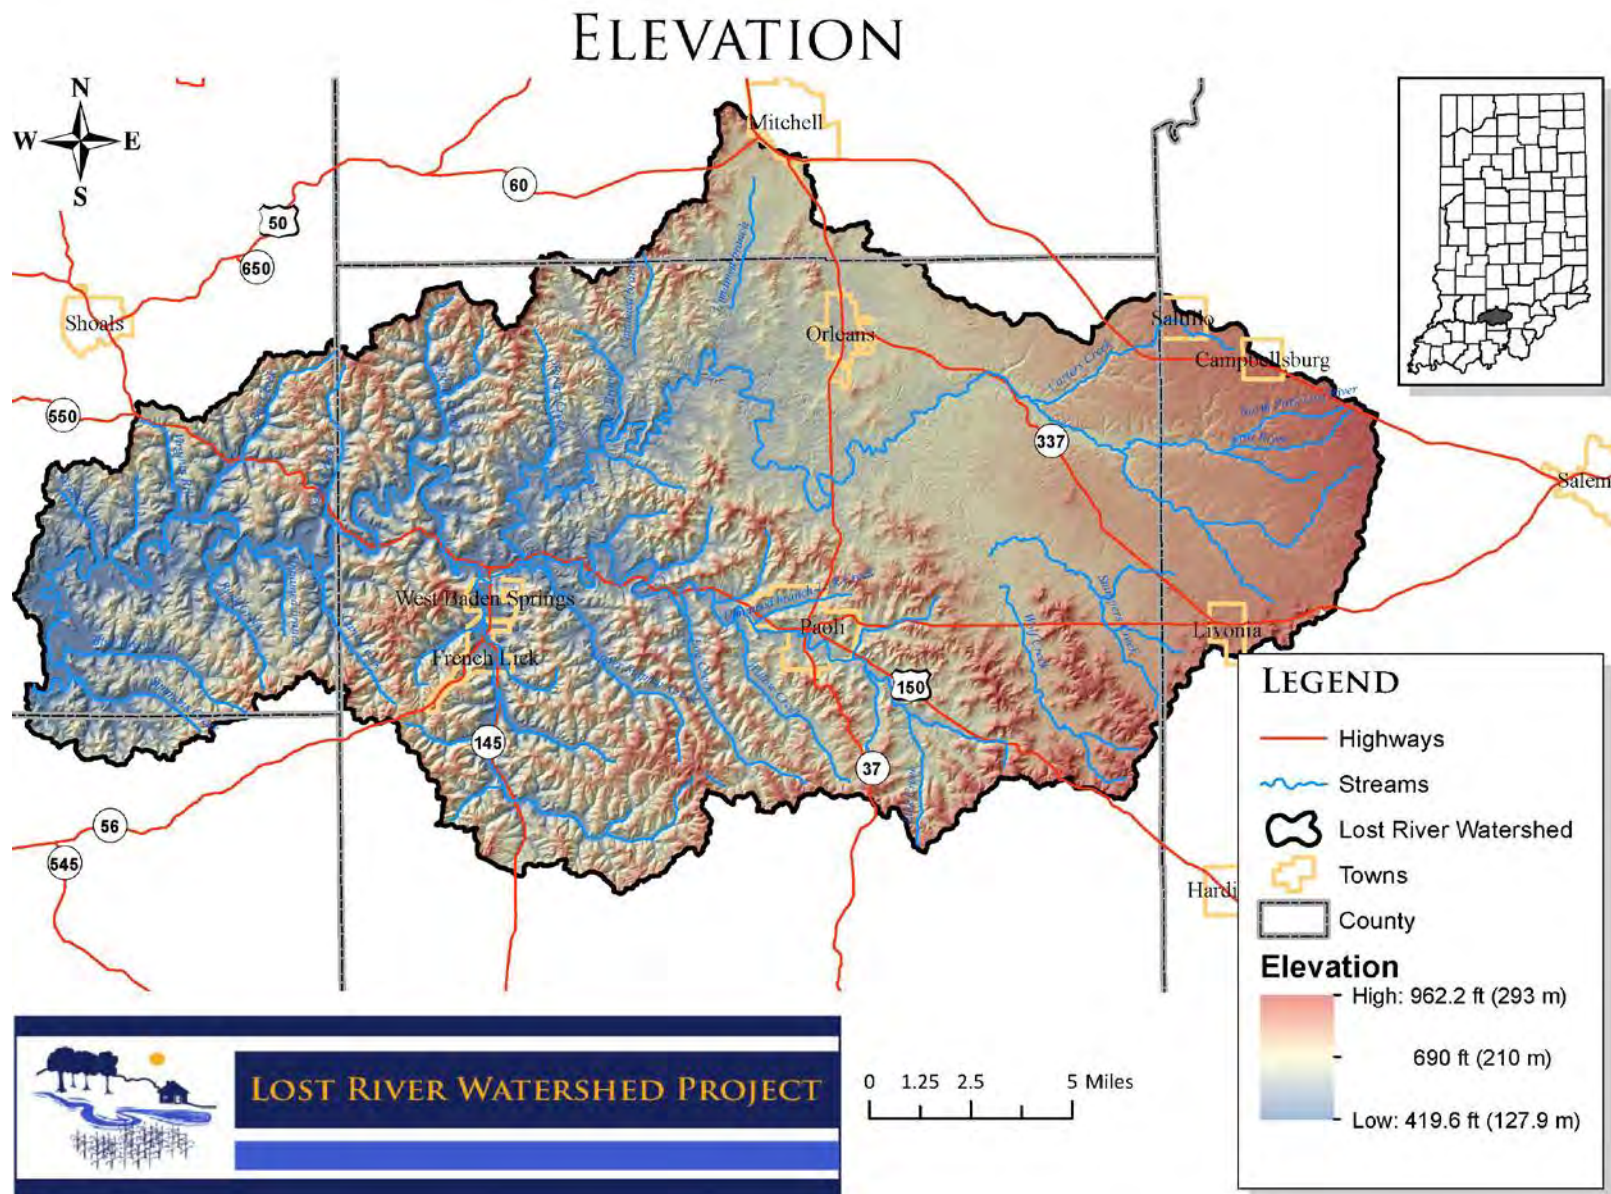 ELEVATION
N
W E
S
Mitchell
60
50
650
Shoals
Orleans
Saltillo
Campbellsburg
Carters Creek
550
337
Salem
West Baden Springs
French Lick
Paoli
Livonia
150
145
37
56
545
Hardi
LEGEND
Highways
Streams
Lost River Watershed
Towns
County
Elevation
High: 962.2 ft (293 m)
690 ft (210 m)
Low: 419.6 ft (127.9 m)
LOST RIVER WATERSHED PROJECT
0 1.25 2.5 5 Miles